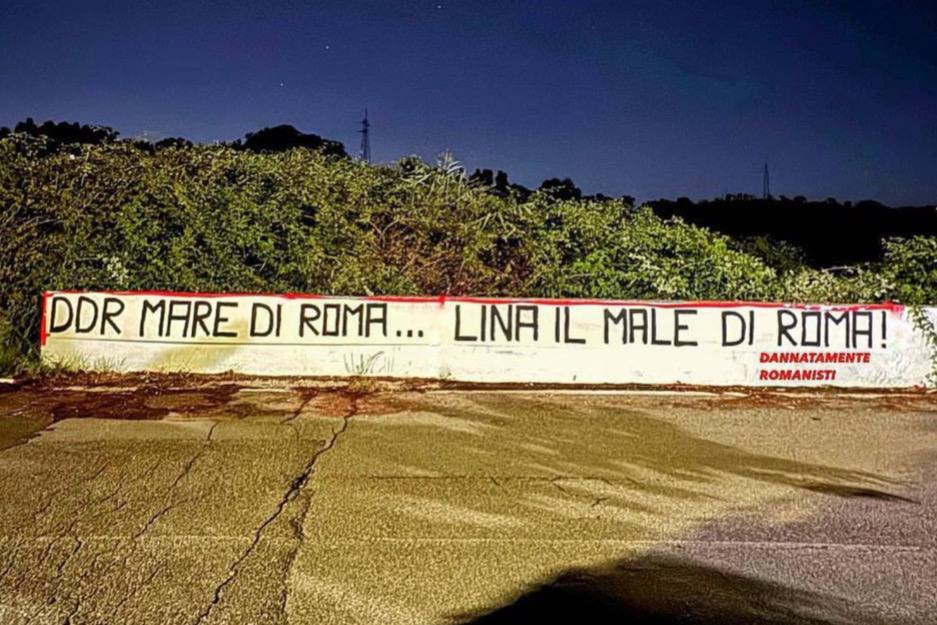 DDR MARE DI ROMA... LINA IL MALE DI ROMA!
DANNATAMENTE
ROMANISTI